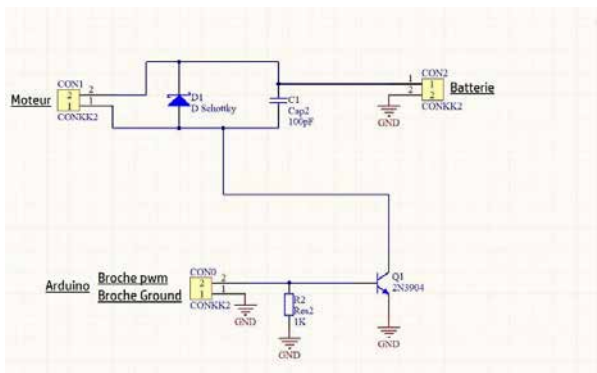 CON1
2
1
2
1
CONKK2
Moteur
D1
D Schottky
C1
Cap2
100pF
CON2
1
2
1
2
CONKK2
Batterie
GND
Arduino
Broche pwm
Broche Ground
CON0
2
1
2
1
CONKK2
GND
R2
Res2
1K
GND
Q1
2N3904
GND